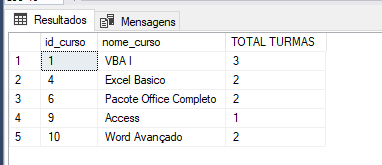 Resultados Mensagens
id_curso nome_curso TOTAL TURMAS
1 1 VBA I 3
2 4 Excel Basico 2
3 6 Pacote Office Completo 2
4 9 Access 1
5 10 Word Avançado 2